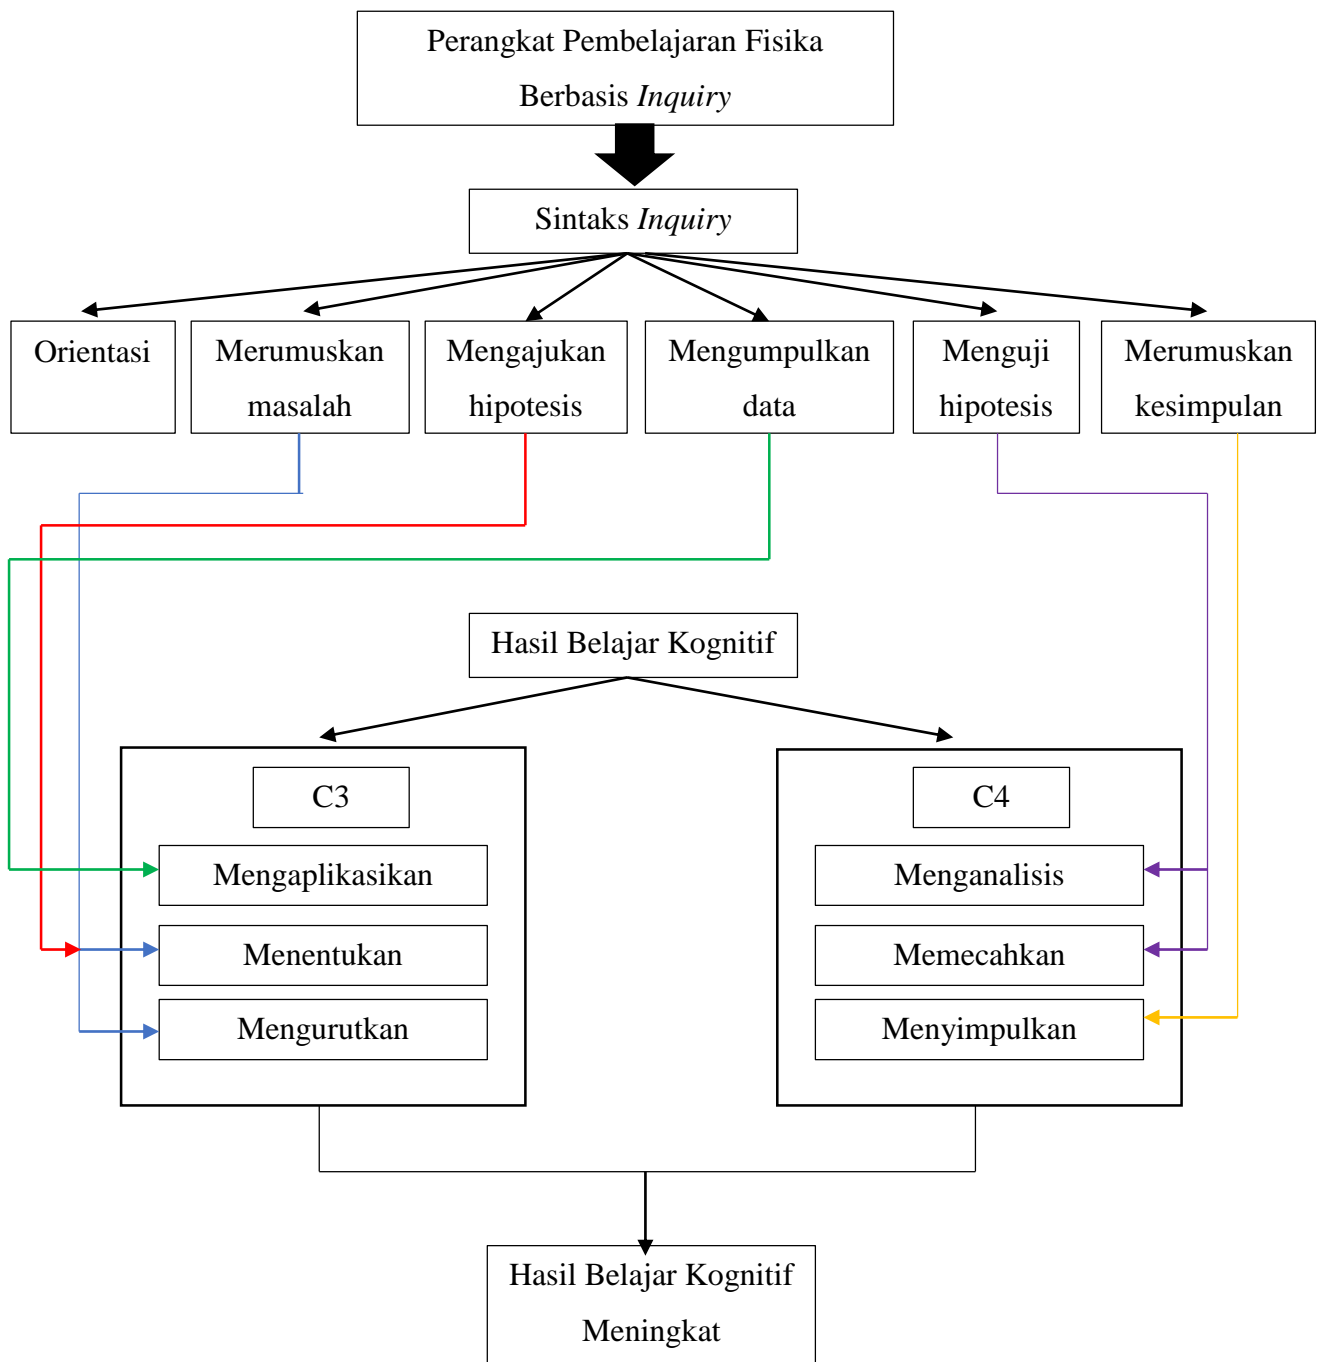 Perangkat Pembelajaran Fisika
Berbasis Inquiry
Sintaks Inquiry
Orientasi
Merumuskan
masalah
Mengajukan
hipotesis
Mengumpulkan
data
Menguji
hipotesis
Merumuskan
kesimpulan
Hasil Belajar Kognitif
C3
Mengaplikasikan
Menentukan
Mengurutkan
C4
Menganalisis
Memecahkan
Menyimpulkan
Hasil Belajar Kognitif
Meningkat